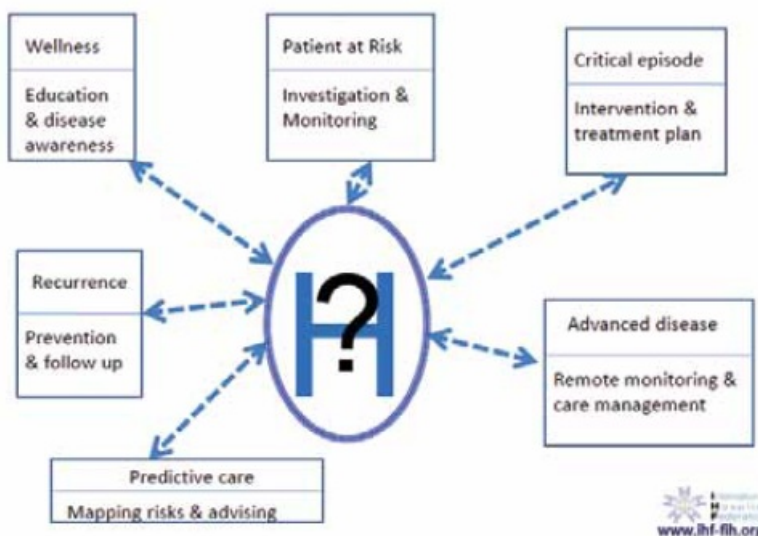 Wellness
Education
& disease
awareness
Patient at Risk
Investigation &
Monitoring
Critical episode
Intervention &
treatment plan
Recurrence
Prevention
& follow up
H
?
Advanced disease
Remote monitoring &
care management
Predictive care
Mapping risks & advising
www.ihf-fih.org